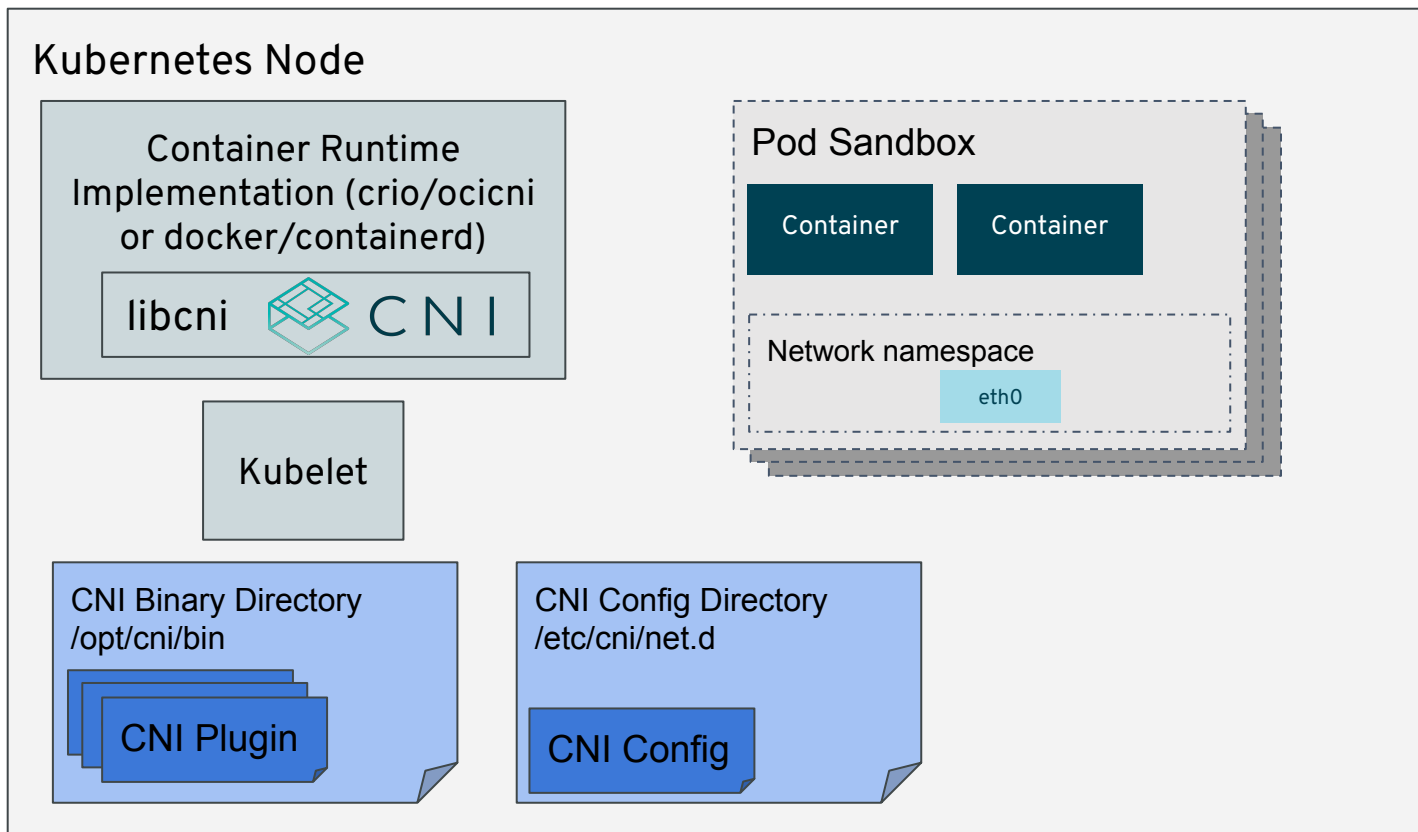 Kubernetes Node
Container Runtime
Implementation (crio/ocicni
or docker/containerd)
libcni
CNI
Kubelet
Pod Sandbox
Container
Container
Network namespace
eth0
CNI Binary Directory
/opt/cni/bin
CNI Plugin
CNI Config Directory
/etc/cni/net.d
CNI Config